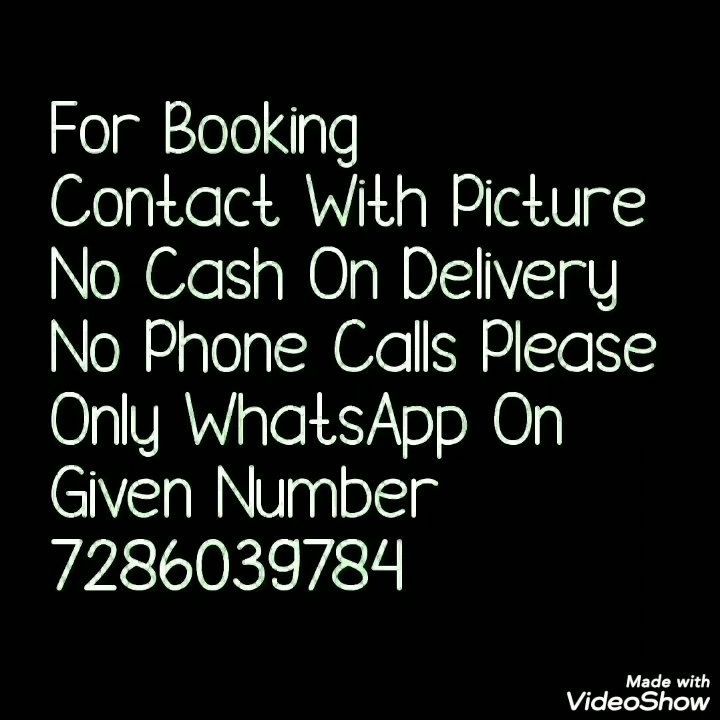 For Booking
Contact With Picture
No Cash On Delivery
No Phone Calls Please
Only WhatsApp On
Given Number
7286039784
Made with
VideoShow